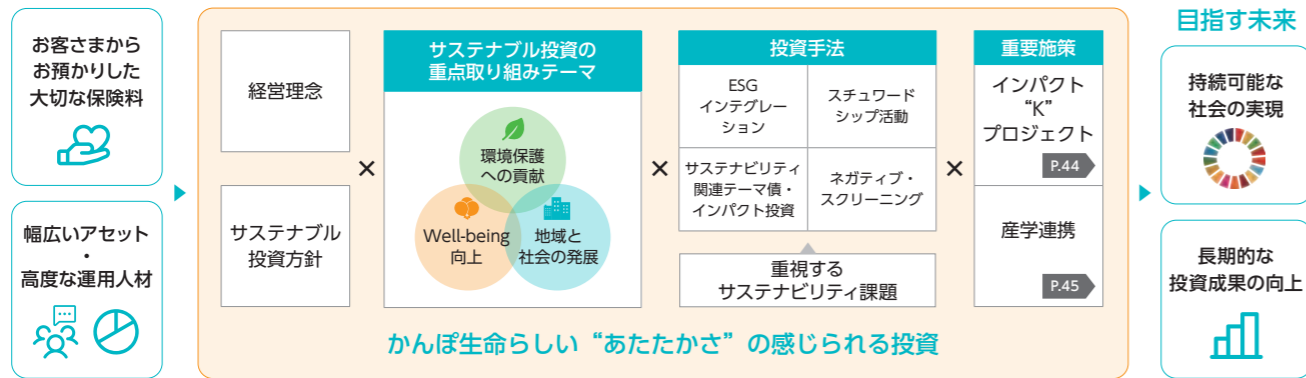 お客さまから
お預かりした
大切な保険料
幅広いアセット
・
高度な運用人材
経営理念
サステナブル
投資方針
×
サステナブル投資の
重点取り組みテーマ
環境保護
への貢献
Well-being
向上
地域と
社会の発展
×
投資手法
ESG
インテグレー
ション
スチュワード
シップ活動
サステナビリティ
関連テーマ債・
インパクト投資
ネガティブ・
スクリーニング
重視する
サステナビリティ課題
×
重要施策
インパクト
“K”
プロジェクト
P.44
産学連携
P.45
かんぽ生命らしい“あたたかさ”の感じられる投資
目指す未来
持続可能な
社会の実現
長期的な
投資成果の向上